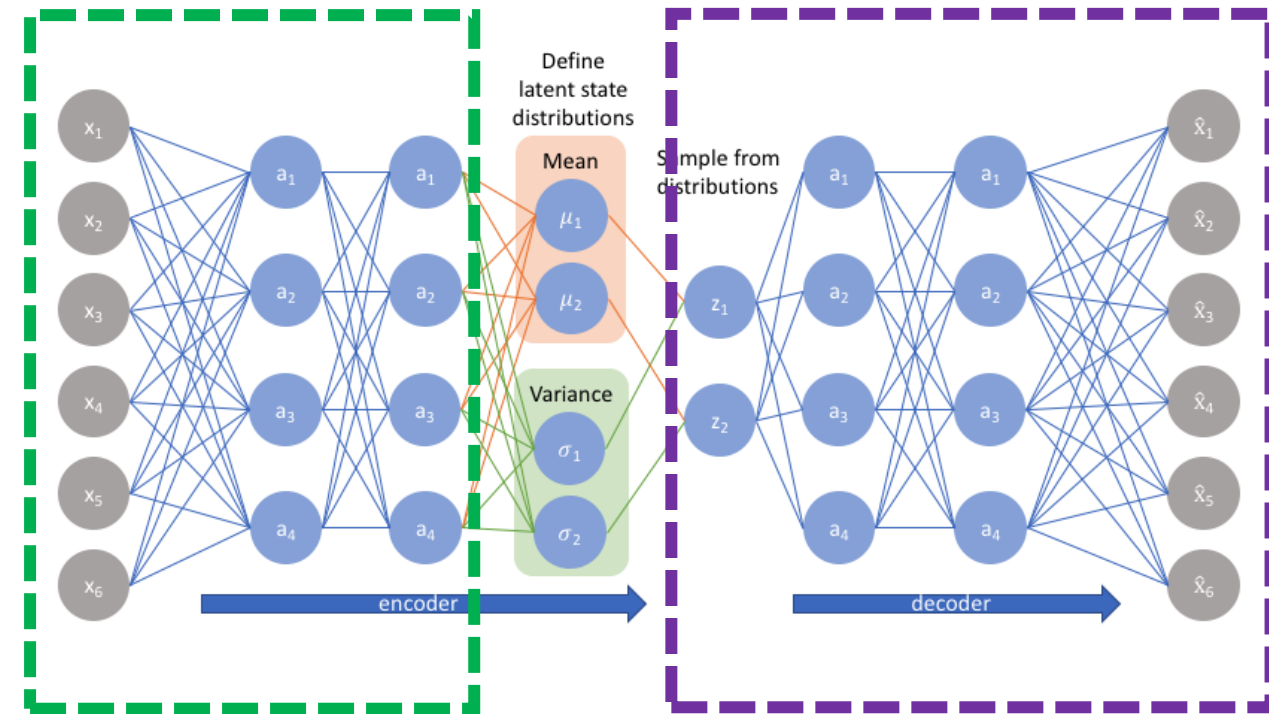 Define
latent state
distributions
Mean
Sample from
distributions
Variance
x₁
x₂
x₃
x₄
x₅
x₆
a₁
a₂
a₃
a₄
a₁
a₂
a₃
a₄
μ₁
μ₂
σ₁
σ₂
z₁
z₂
a₁
a₂
a₃
a₄
a₁
a₂
a₃
a₄
x̂₁
x̂₂
x̂₃
x̂₄
x̂₅
x̂₆
encoder
decoder